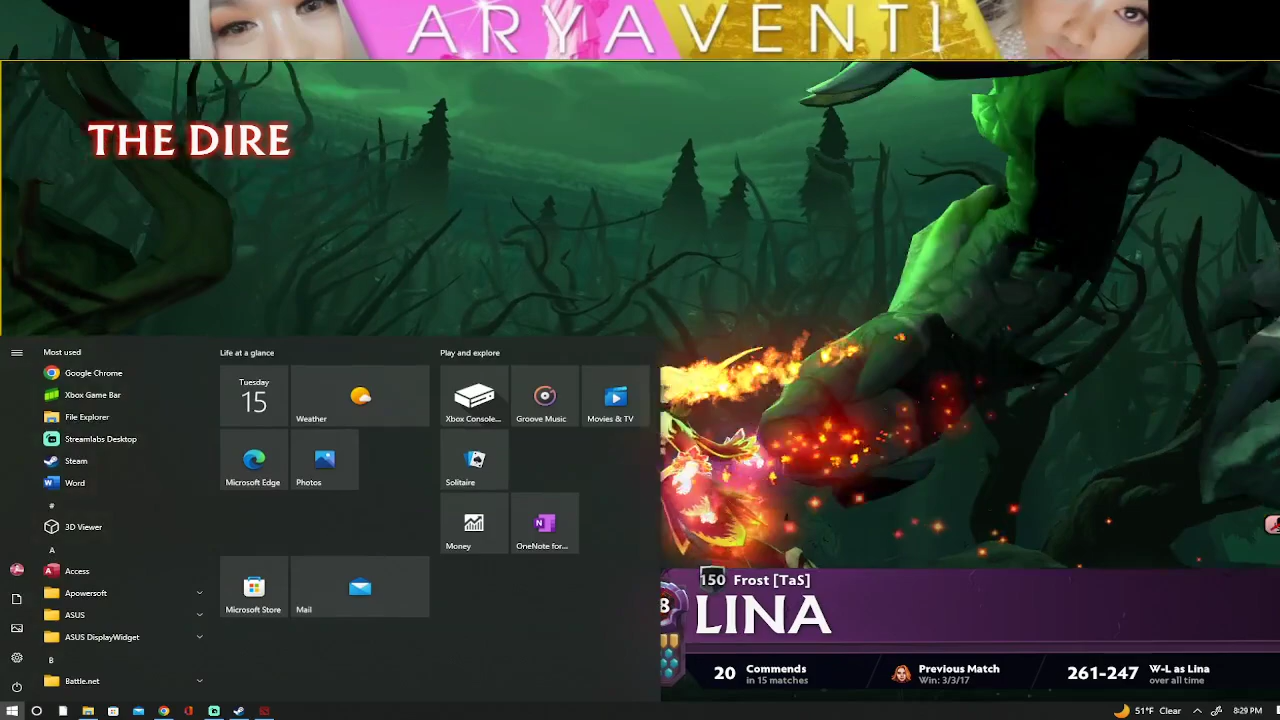 ARYAVENTI
THE DIRE
Most used
Google Chrome
Xbox Game Bar
File Explorer
Streamlabs Desktop
Steam
Word
#
3D Viewer
A
Access
Apowersoft
ASUS
ASUS DisplayWidget
B
Battle.net
Life at a glance
Tuesday
15
Weather
Microsoft Edge
Photos
Microsoft Store
Mail
Play and explore
Xbox Console...
Groove Music
Movies & TV
Solitaire
Money
OneNote for...
150 Frost [TaS]
8
LINA
20 Commends
in 15 matches
Previous Match
Win: 3/3/17
261-247 W-L as Lina
over all time
51°F Clear
8:29 PM